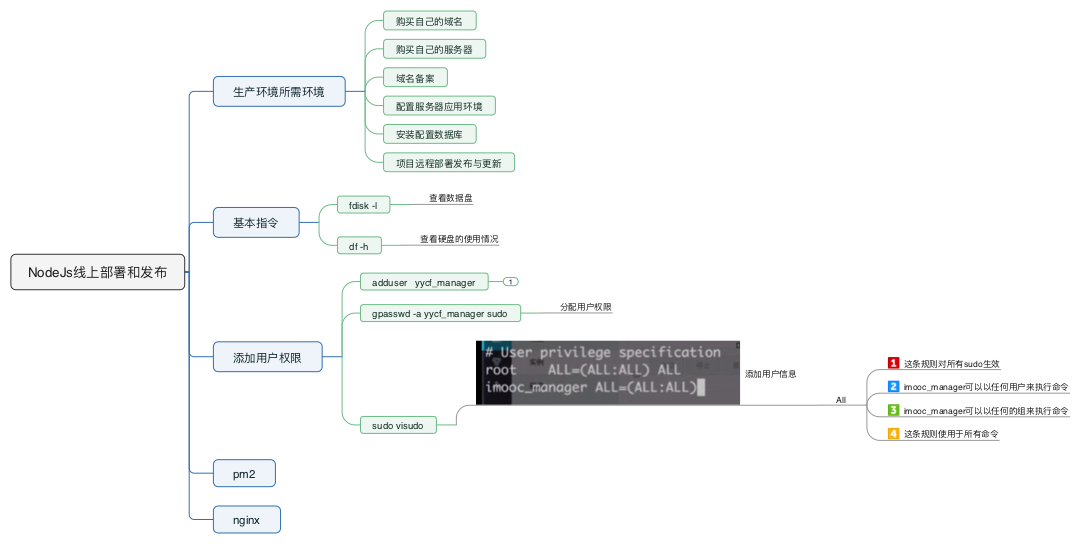 NodeJs线上部署和发布
生产环境所需环境
购买自己的域名
购买自己的服务器
域名备案
配置服务器应用环境
安装配置数据库
项目远程部署发布与更新
基本指令
fdisk -l
查看数据盘
df -h
查看硬盘的使用情况
添加用户权限
adduser yycf_manager
1
gpasswd -a yycf_manager sudo
分配用户权限
sudo visudo
# User privilege specification
root ALL=(ALL:ALL) ALL
imooc_manager ALL=(ALL:ALL)
添加用户信息
All
1 这条规则对所有sudo生效
2 imooc_manager可以以任何用户来执行命令
3 imooc_manager可以以任何的组来执行命令
4 这条规则使用于所有命令
pm2
nginx